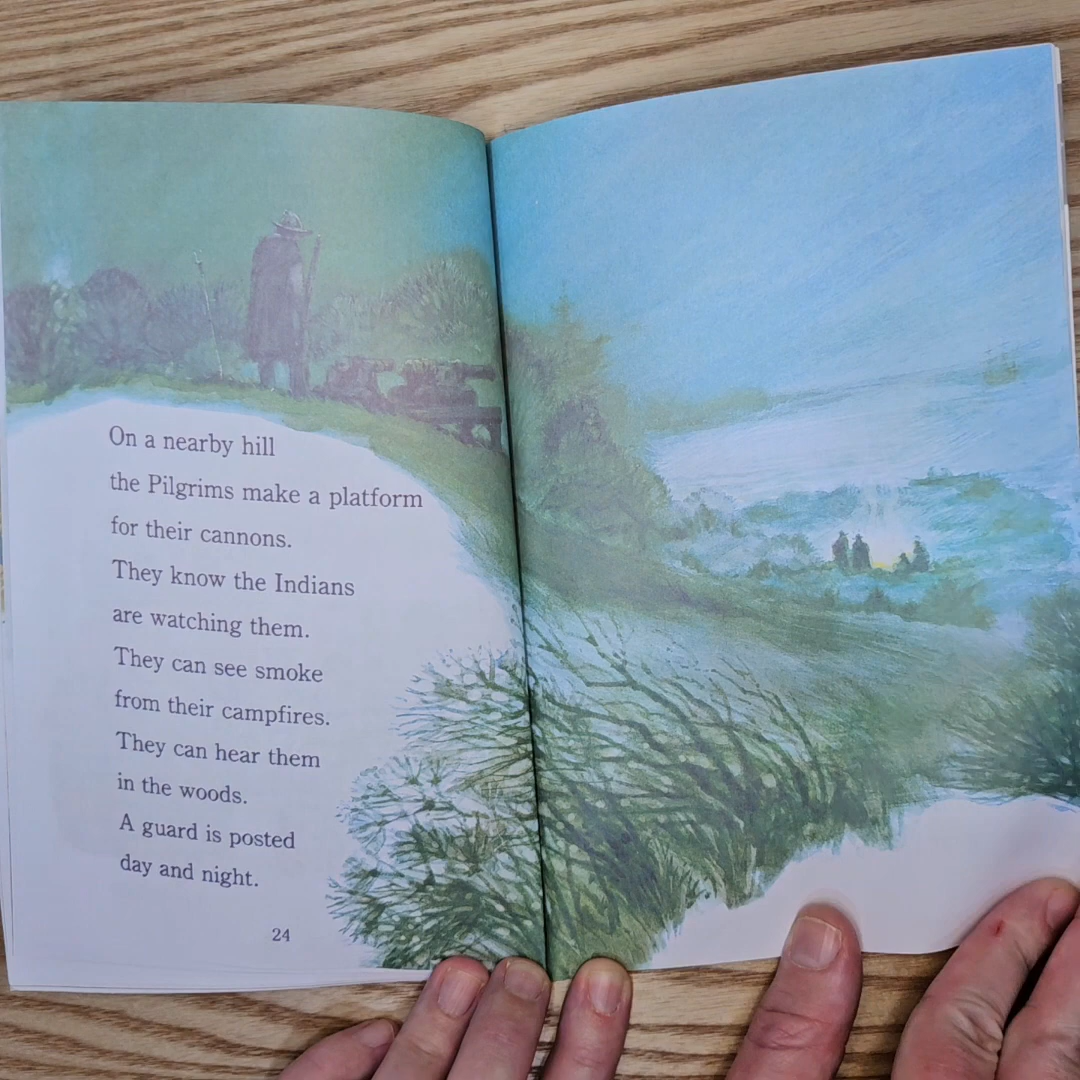 On a nearby hill
the Pilgrims make a platform
for their cannons.
They know the Indians
are watching them.
They can see smoke
from their campfires.
They can hear them
in the woods.
A guard is posted
day and night.
24